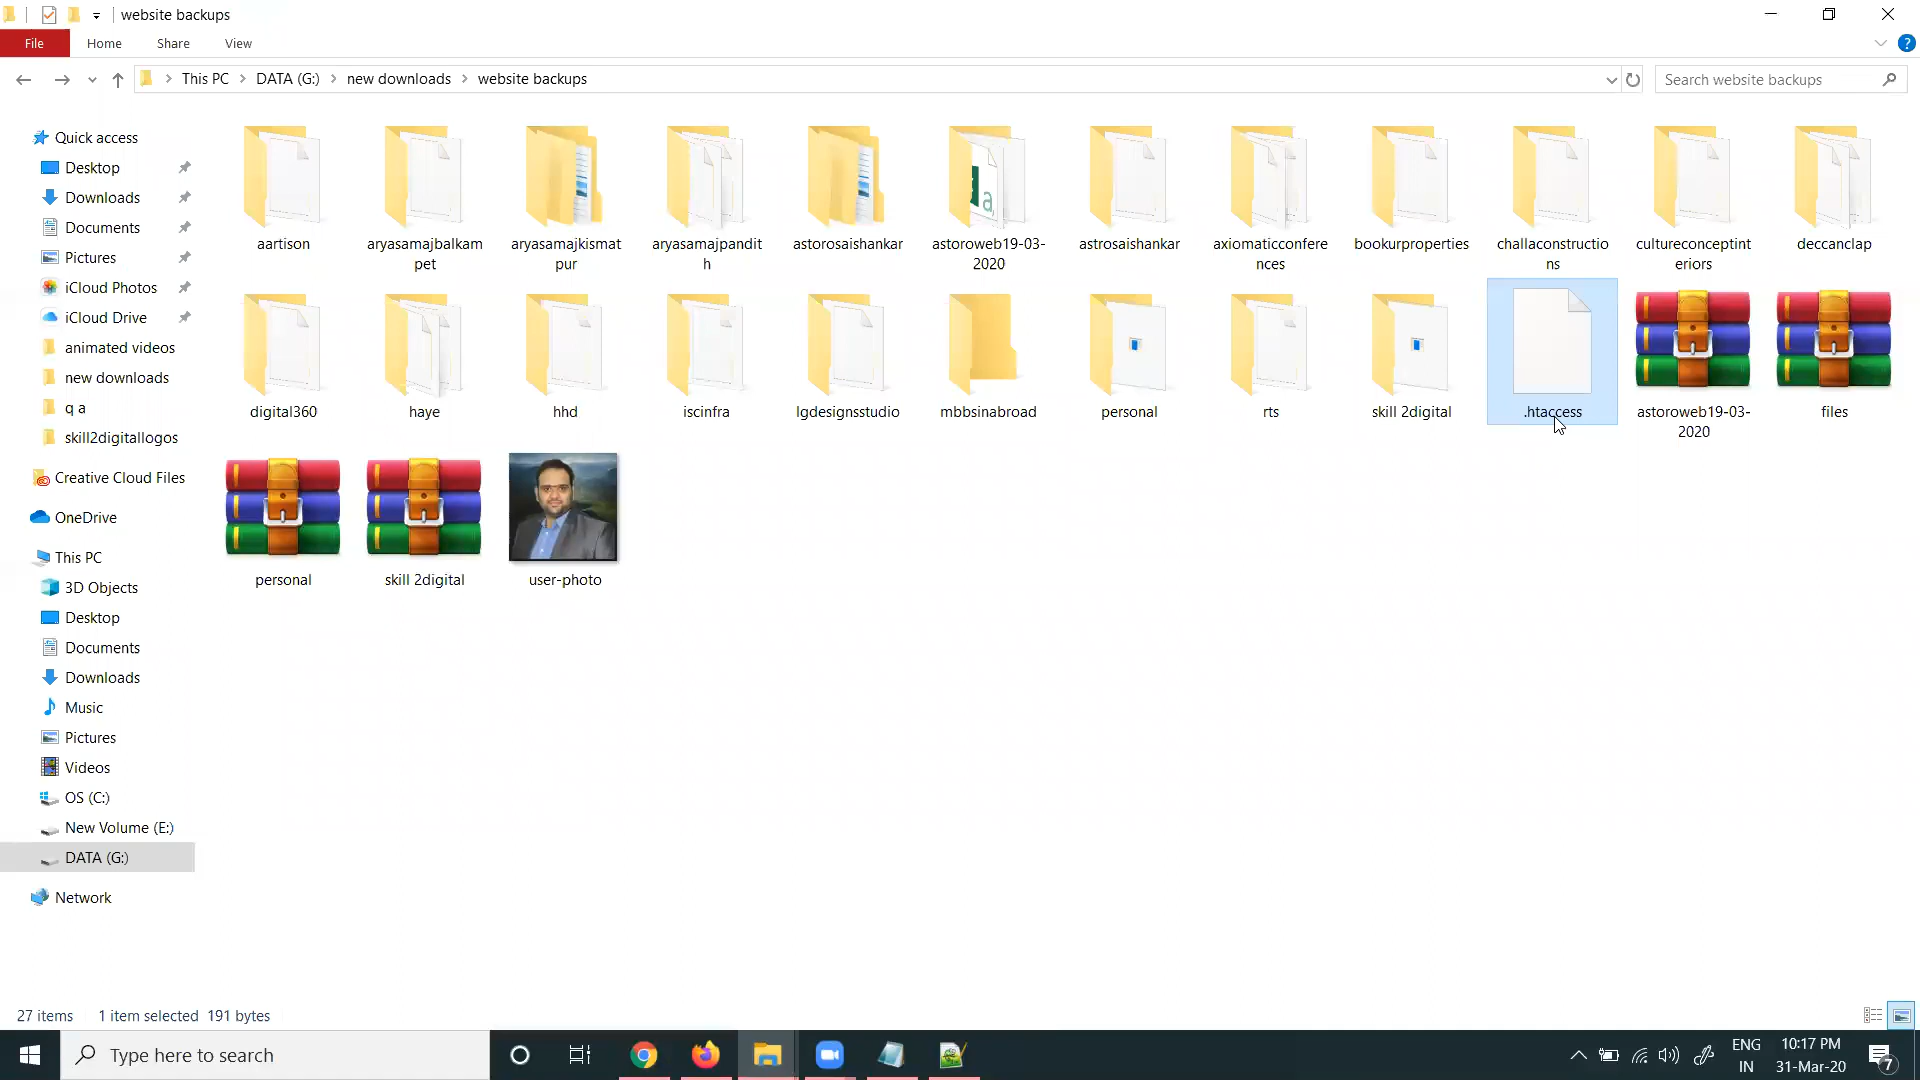 website backups
File
Home
Share
View
This PC
DATA (G:)
new downloads
website backups
Search website backups
Quick access
Desktop
Downloads
Documents
Pictures
iCloud Photos
iCloud Drive
animated videos
new downloads
q a
skill2digitallogos
Creative Cloud Files
OneDrive
This PC
3D Objects
Desktop
Documents
Downloads
Music
Pictures
Videos
OS (C:)
New Volume (E:)
DATA (G:)
Network
aartison
aryasamajbalkam
pet
aryasamajkismat
pur
aryasamajpandit
h
astorosaishankar
astoroweb19-03-
2020
astrosaishankar
axiomaticconfere
nces
bookurproperties
challaconstructio
ns
cultureconceptint
eriors
deccanclap
digital360
haye
hhd
iscinfra
lgdesignsstudio
mbbsinabroad
personal
rts
skill 2digital
.htaccess
astoroweb19-03-
2020
files
personal
skill 2digital
user-photo
27 items
1 item selected 191 bytes
Type here to search
ENG
IN
10:17 PM
31-Mar-20
7